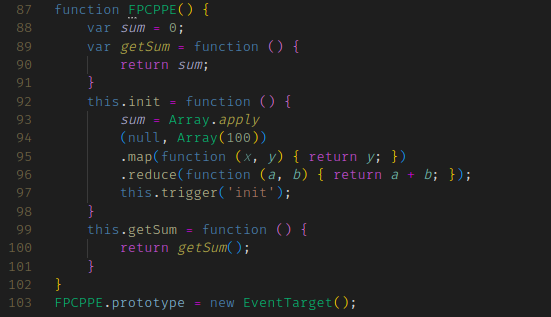 87 function FPCPPE() {
88     var sum = 0;
89     var getSum = function () {
90         return sum;
91     }
92     this.init = function () {
93         sum = Array.apply
94         (null, Array(100))
95         .map(function (x, y) { return y; })
96         .reduce(function (a, b) { return a + b; });
97         this.trigger('init');
98     }
99     this.getSum = function () {
100         return getSum();
101     }
102 }
103 FPCPPE.prototype = new EventTarget();